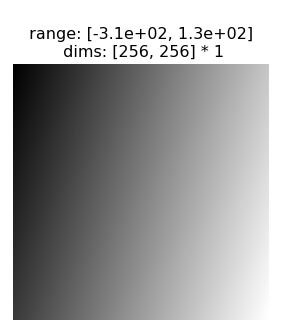 range: [-3.1e+02, 1.3e+02]
dims: [256, 256] * 1